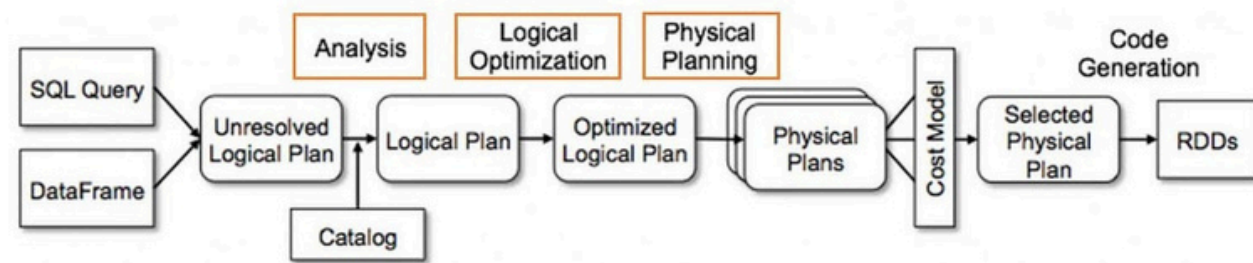 Analysis
Logical
Optimization
Physical
Planning
Code
Generation
SQL Query
DataFrame
Unresolved
Logical Plan
Catalog
Logical Plan
Optimized
Logical Plan
Physical
Plans
Cost Model
Selected
Physical
Plan
RDDs